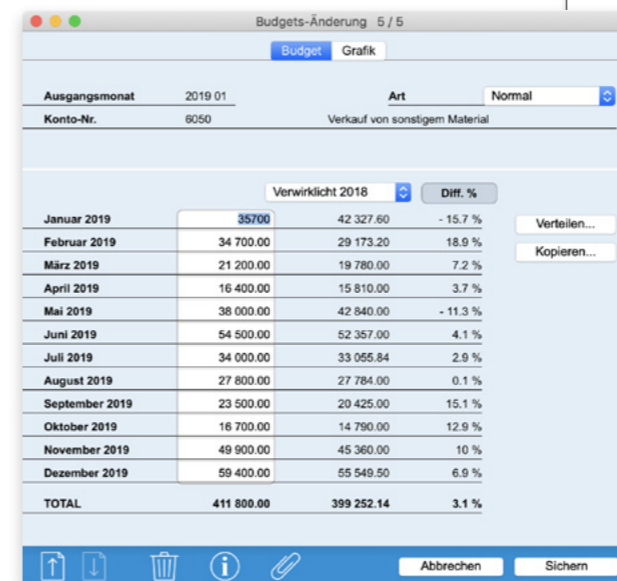 Budgets-Änderung 5 / 5
Budget Grafik
Ausgangsmonat 2019 01 Art Normal
Konto-Nr. 6050 Verkauf von sonstigem Material
Verwirklicht 2018 Diff. %
Januar 2019 35700 42 327.60 - 15.7 % Verteilen...
Februar 2019 34 700.00 29 173.20 18.9 % Kopieren...
März 2019 21 200.00 19 780.00 7.2 %
April 2019 16 400.00 15 810.00 3.7 %
Mai 2019 38 000.00 42 840.00 - 11.3 %
Juni 2019 54 500.00 52 357.00 4.1 %
Juli 2019 34 000.00 33 055.84 2.9 %
August 2019 27 800.00 27 784.00 0.1 %
September 2019 23 500.00 20 425.00 15.1 %
Oktober 2019 16 700.00 14 790.00 12.9 %
November 2019 49 900.00 45 360.00 10 %
Dezember 2019 59 400.00 55 549.50 6.9 %
TOTAL 411 800.00 399 252.14 3.1 %
Abbrechen Sichern